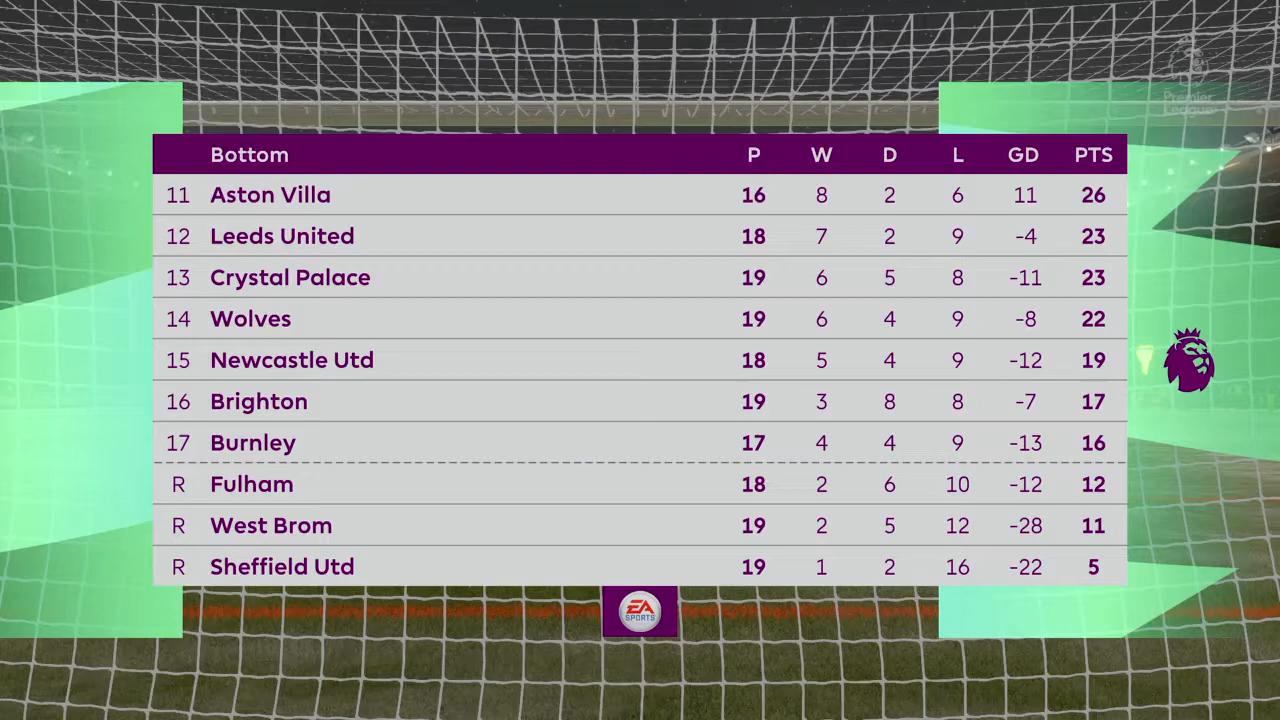 Premier
League
Bottom P W D L GD PTS
11 Aston Villa 16 8 2 6 11 26
12 Leeds United 18 7 2 9 -4 23
13 Crystal Palace 19 6 5 8 -11 23
14 Wolves 19 6 4 9 -8 22
15 Newcastle Utd 18 5 4 9 -12 19
16 Brighton 19 3 8 8 -7 17
17 Burnley 17 4 4 9 -13 16
R Fulham 18 2 6 10 -12 12
R West Brom 19 2 5 12 -28 11
R Sheffield Utd 19 1 2 16 -22 5
EA
SPORTS